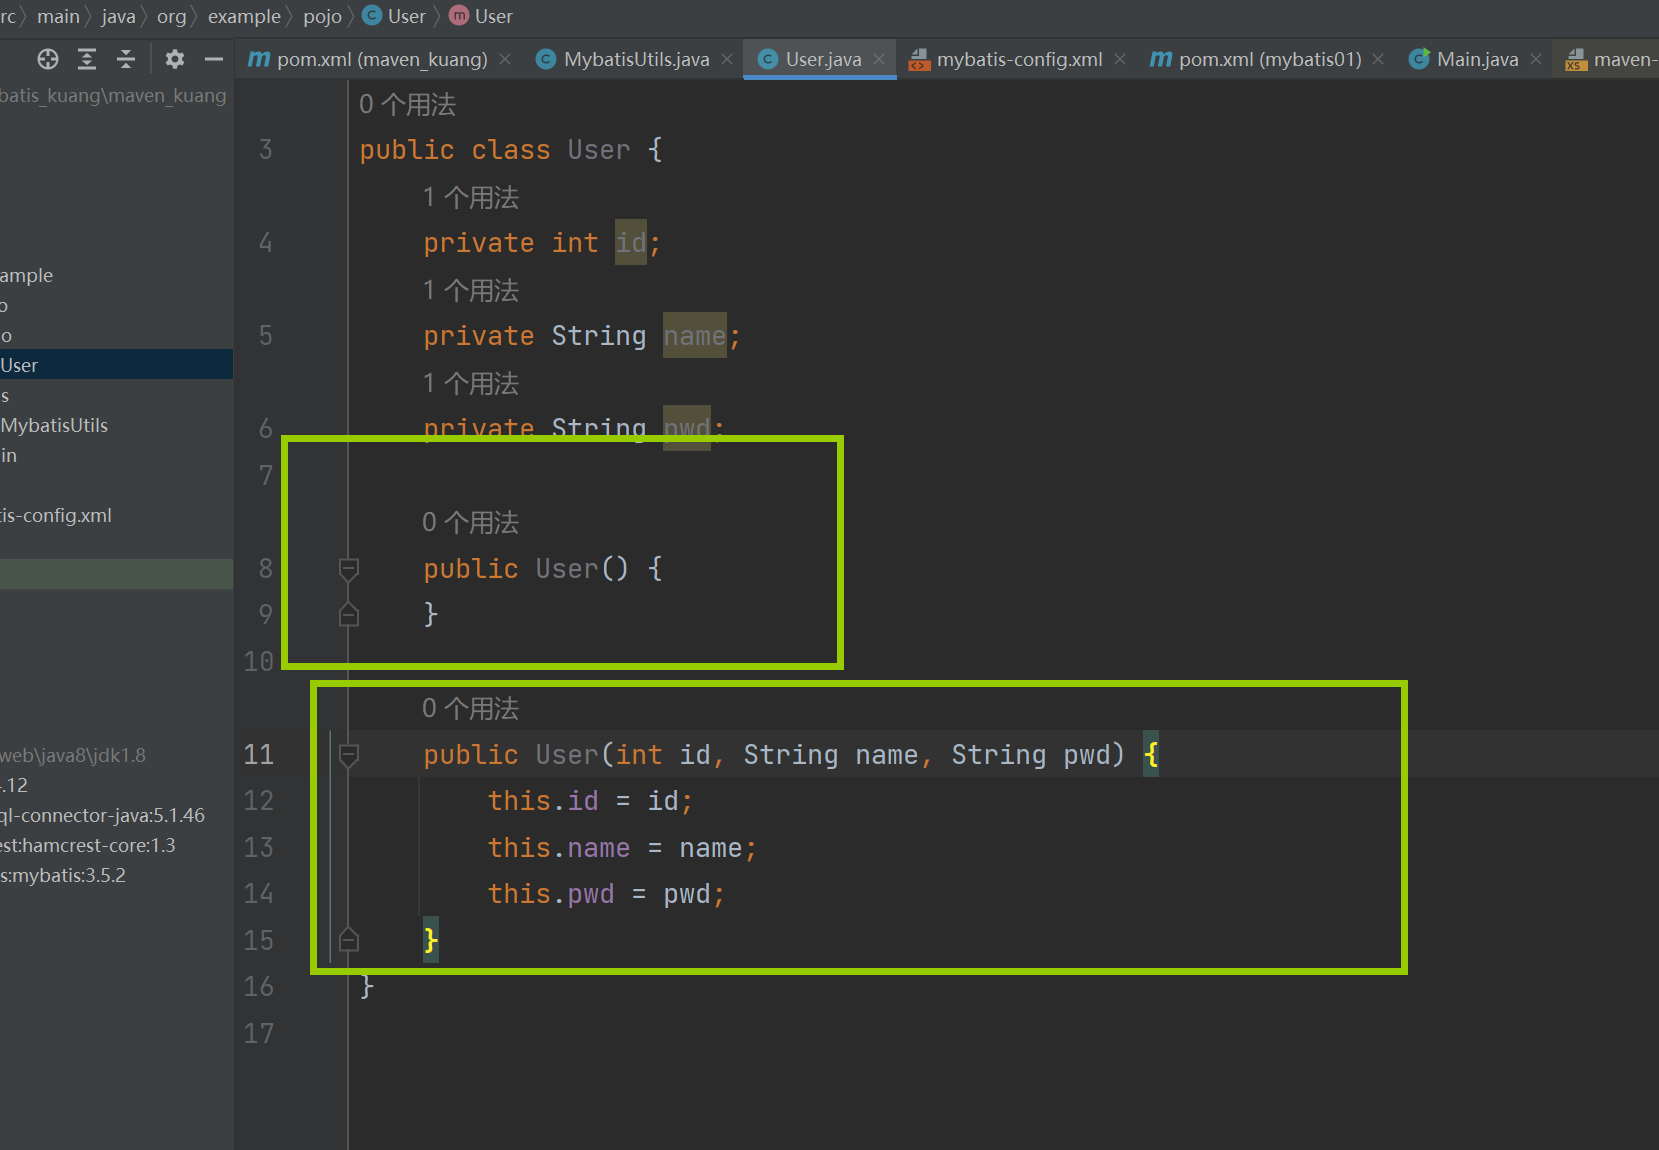 rc main java org example pojo User User
pom.xml (maven_kuang) MybatisUtils.java User.java mybatis-config.xml pom.xml (mybatis01) Main.java maven-
batis_kuang\maven_kuang
ample
o
o
User
s
MybatisUtils
in
tis-config.xml
web\java8\jdk1.8
.12
ql-connector-java:5.1.46
est:hamcrest-core:1.3
s:mybatis:3.5.2
0 个用法
3 public class User {
1 个用法
4 private int id;
1 个用法
5 private String name;
1 个用法
6 private String pwd;
7
0 个用法
8 public User() {
9 }
10
0 个用法
11 public User(int id, String name, String pwd) {
12 this.id = id;
13 this.name = name;
14 this.pwd = pwd;
15 }
16 }
17